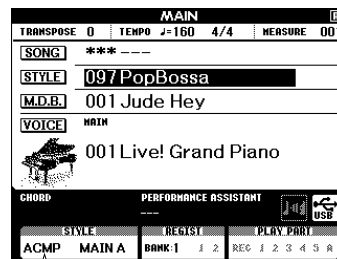 MAIN
TRANSPOSE 0 TEMPO ♩=160 4/4 MEASURE 001
SONG *** ---
STYLE 097 PopBossa
M.D.B. 001 Jude Hey
VOICE MAIN
001 Live! Grand Piano
CHORD PERFORMANCE ASSISTANT
--- USB
STYLE REGIST PLAY PART
ACMP MAIN A BANK:1 1 2 REC 1 2 3 4 5 A